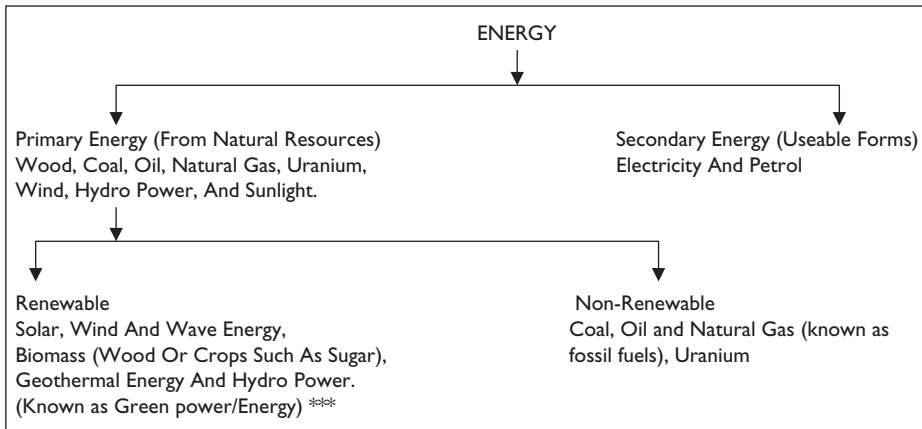 ENERGY
Primary Energy (From Natural Resources)
Wood, Coal, Oil, Natural Gas, Uranium,
Wind, Hydro Power, And Sunlight.
Secondary Energy (Useable Forms)
Electricity And Petrol
Renewable
Solar, Wind And Wave Energy,
Biomass (Wood Or Crops Such As Sugar),
Geothermal Energy And Hydro Power.
(Known as Green power/Energy) ***
Non-Renewable
Coal, Oil and Natural Gas (known as
fossil fuels), Uranium